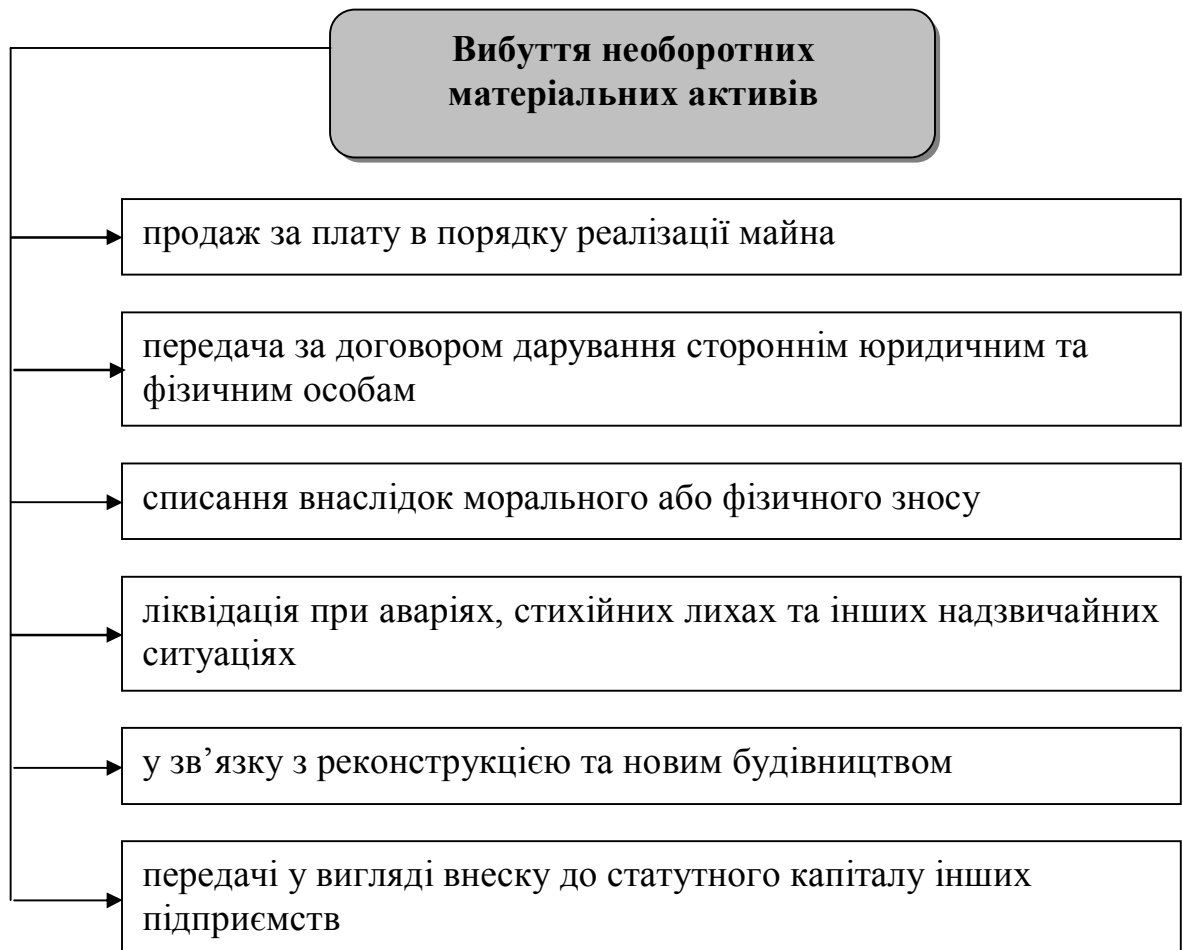 Вибуття необоротних
матеріальних активів
продаж за плату в порядку реалізації майна
передача за договором дарування стороннім юридичним та
фізичним особам
списання внаслідок морального або фізичного зносу
ліквідація при аваріях, стихійних лихах та інших надзвичайних
ситуаціях
у зв’язку з реконструкцією та новим будівництвом
передачі у вигляді внеску до статутного капіталу інших
підприємств